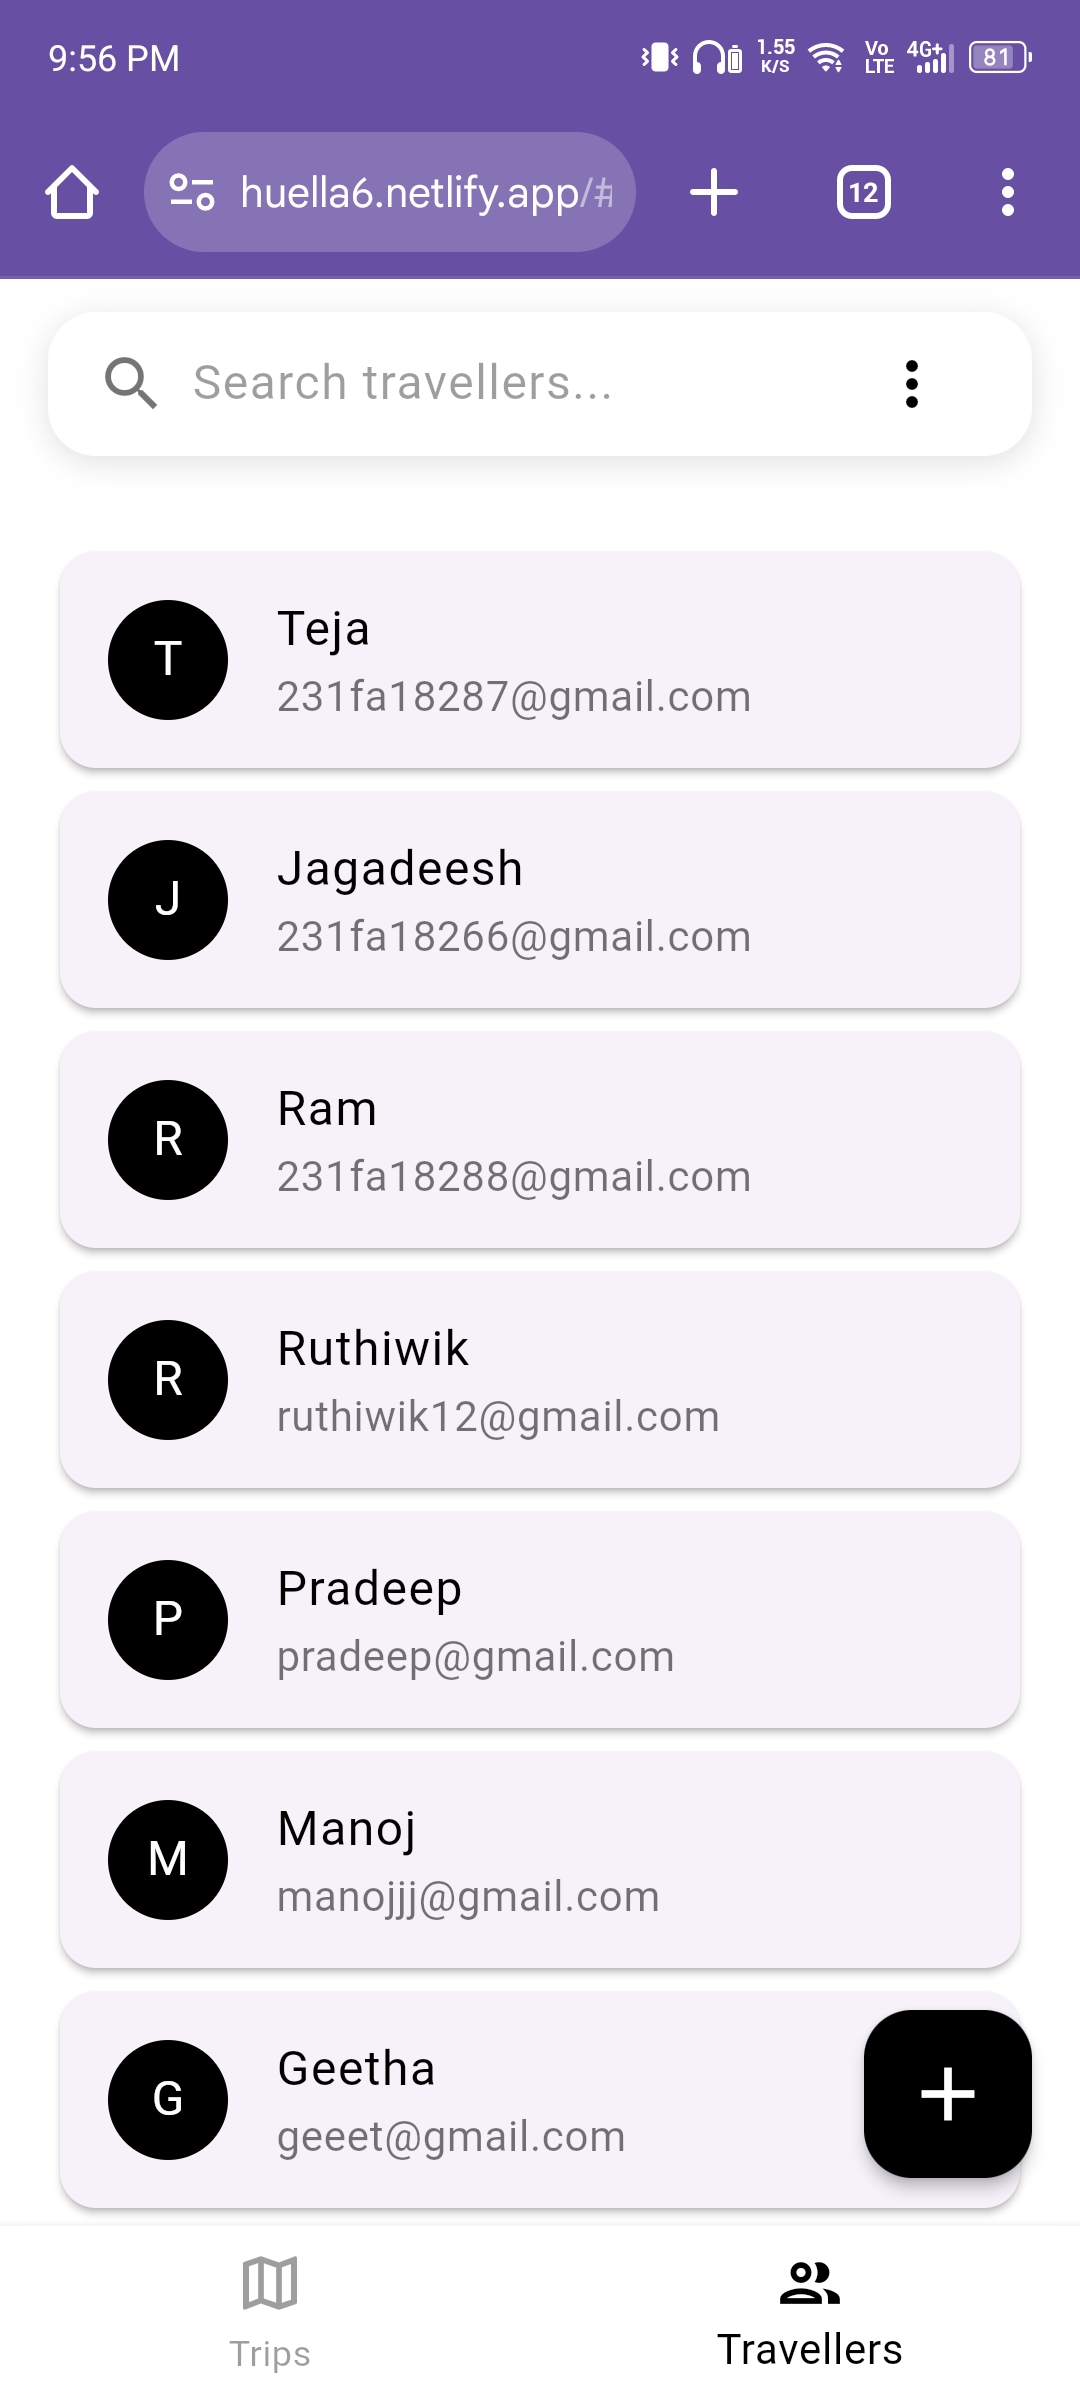 9:56 PM
1.55
K/S
Vo
LTE
4G+
81
huella6.netlify.app/#
12
Search travellers...
T
Teja
231fa18287@gmail.com
J
Jagadeesh
231fa18266@gmail.com
R
Ram
231fa18288@gmail.com
R
Ruthiwik
ruthiwik12@gmail.com
P
Pradeep
pradeep@gmail.com
M
Manoj
manojjj@gmail.com
G
Geetha
geeet@gmail.com
Trips
Travellers